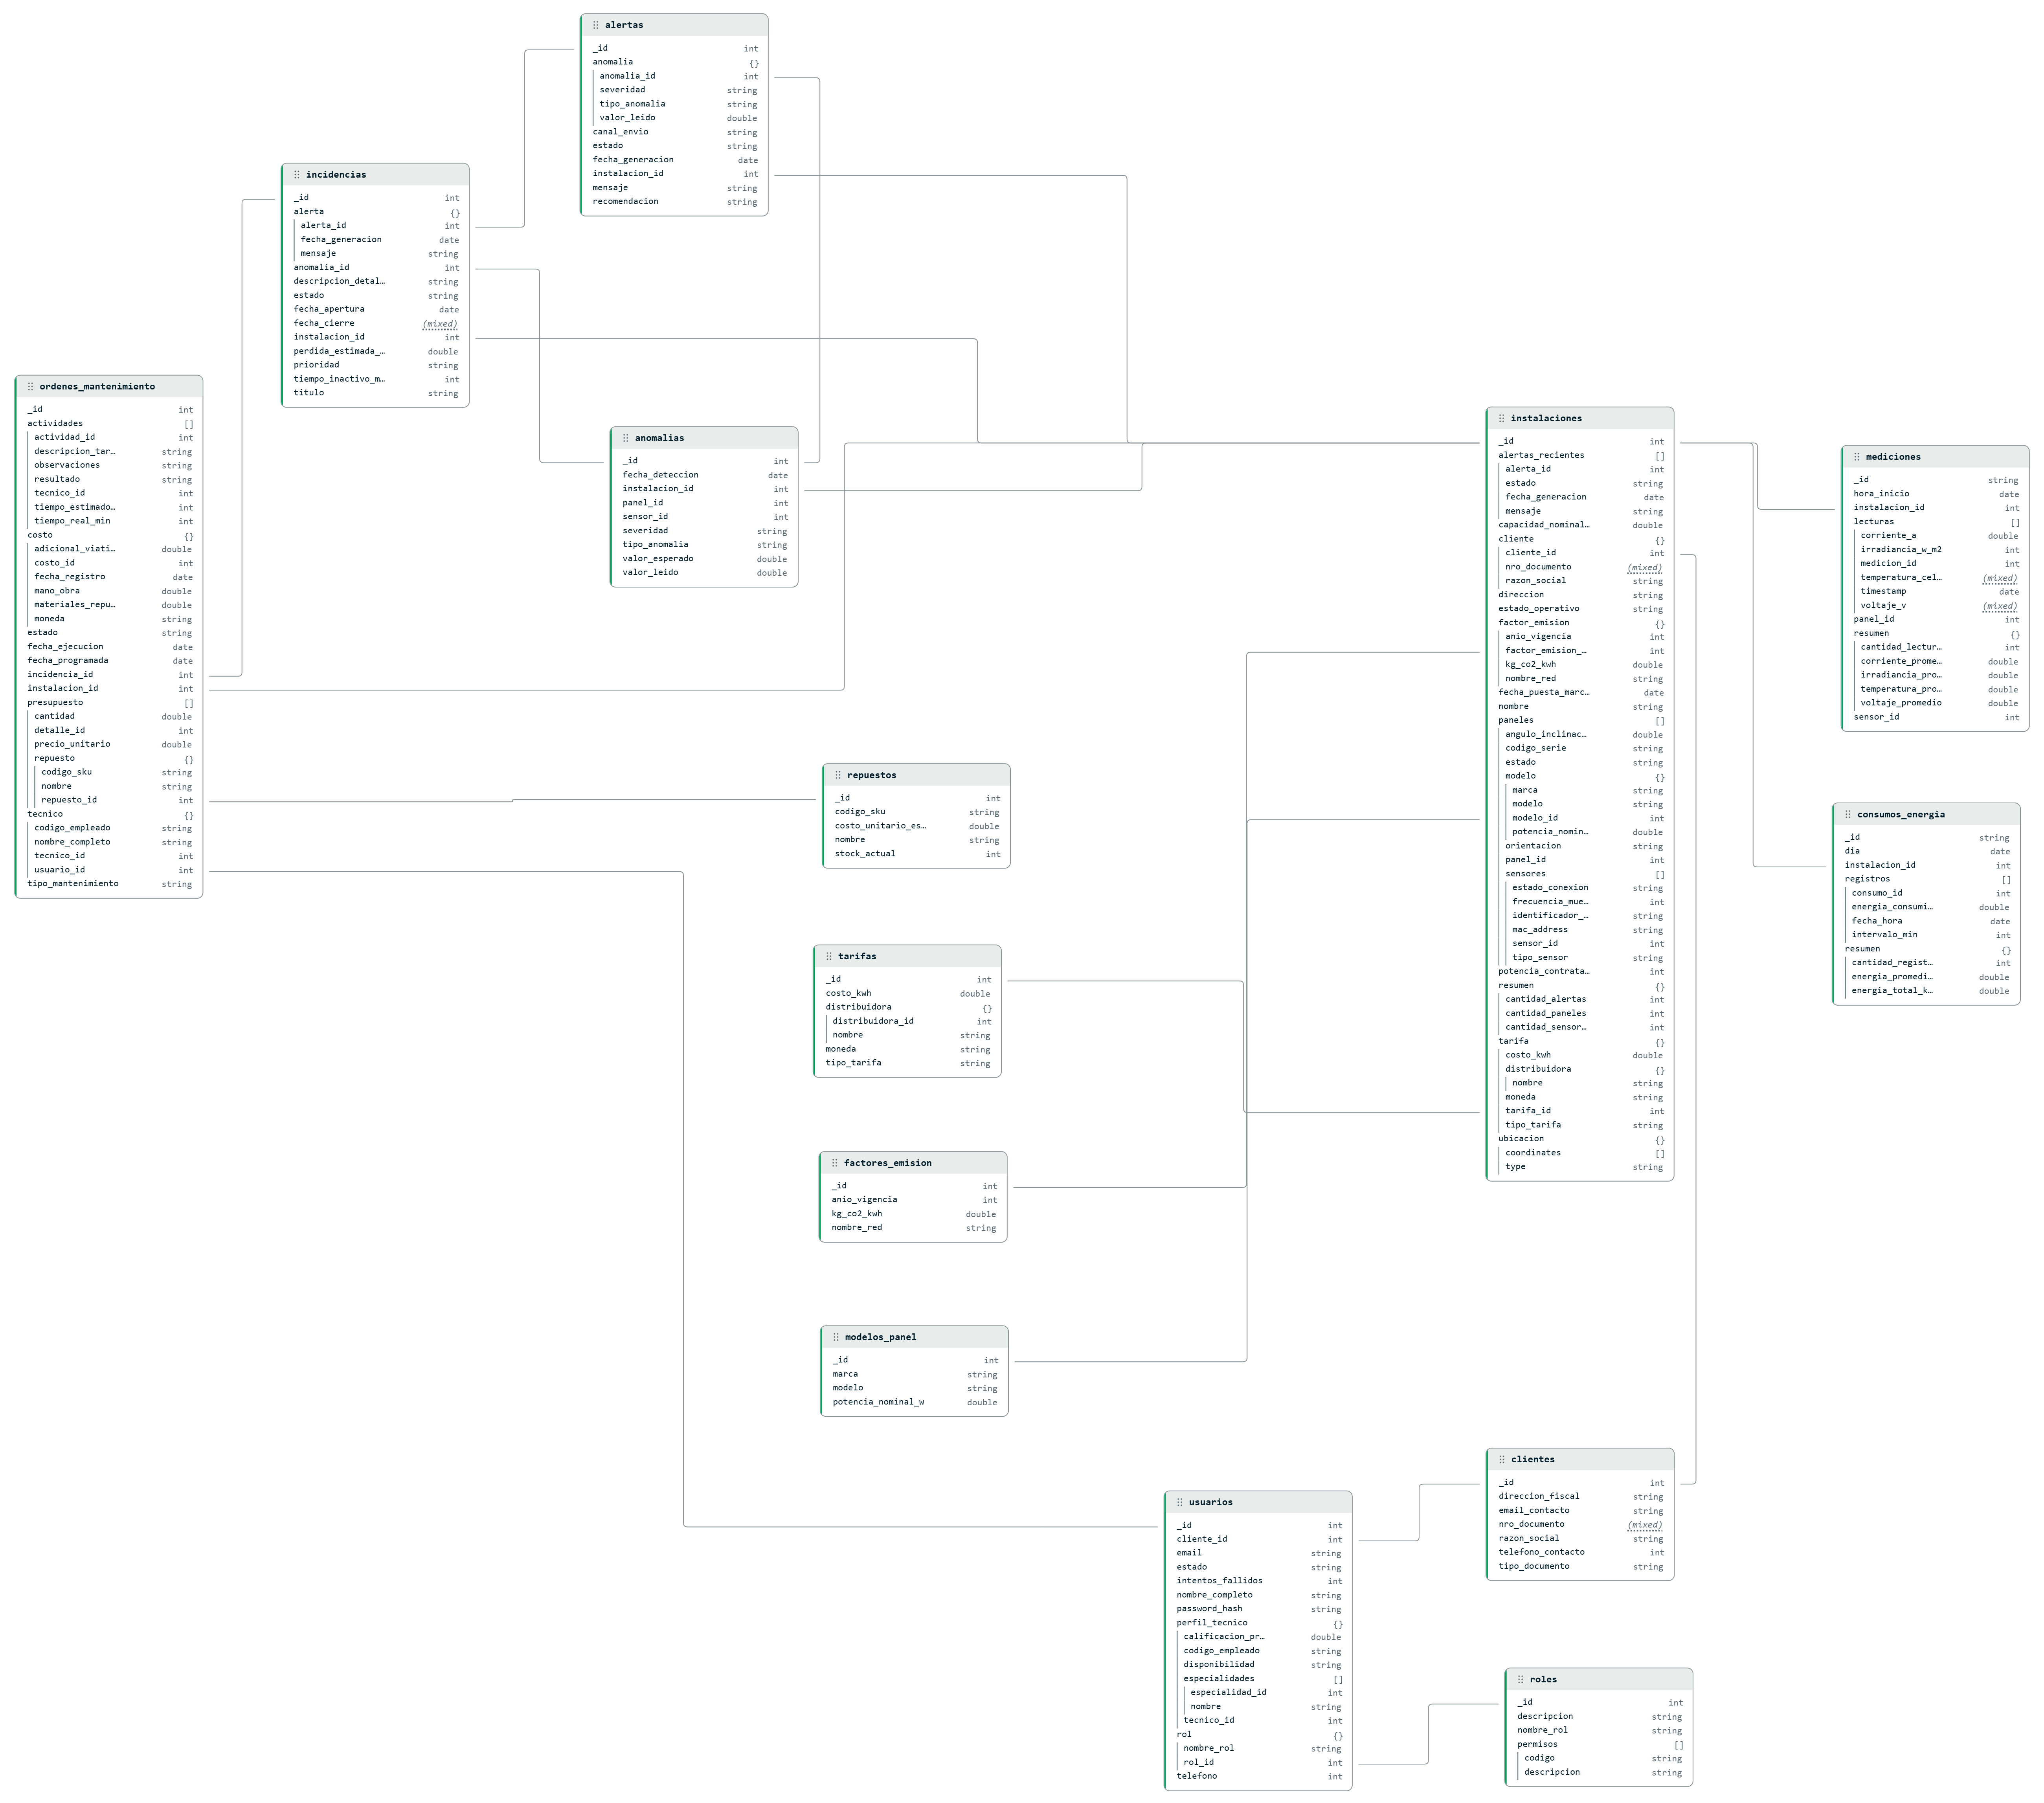 alertas
_id int
anomalia {}
anomalia_id int
severidad string
tipo_anomalia string
valor_leido double
canal_envio string
estado string
fecha_generacion date
instalacion_id int
mensaje string
recomendacion string
incidencias
_id int
alerta {}
alerta_id int
fecha_generacion date
mensaje string
anomalia_id int
descripcion_detal… string
estado string
fecha_apertura date
fecha_cierre (mixed)
instalacion_id int
perdida_estimada_… double
prioridad string
tiempo_inactivo_m… int
titulo string
ordenes_mantenimiento
_id int
actividades []
actividad_id int
descripcion_tar… string
observaciones string
resultado string
tecnico_id int
tiempo_estimado… int
tiempo_real_min int
costo {}
adicional_viati… double
costo_id int
fecha_registro date
mano_obra double
materiales_repu… double
moneda string
estado string
fecha_ejecucion date
fecha_programada date
incidencia_id int
instalacion_id int
presupuesto []
cantidad double
detalle_id int
precio_unitario double
repuesto {}
codigo_sku string
nombre string
repuesto_id int
tecnico {}
codigo_empleado string
nombre_completo string
tecnico_id int
usuario_id int
tipo_mantenimiento string
anomalias
_id int
fecha_deteccion date
instalacion_id int
panel_id int
sensor_id int
severidad string
tipo_anomalia string
valor_esperado double
valor_leido double
instalaciones
_id int
alertas_recientes []
alerta_id int
estado string
fecha_generacion date
mensaje string
capacidad_nominal… double
cliente {}
cliente_id int
nro_documento (mixed)
razon_social string
direccion string
estado_operativo string
factor_emision {}
anio_vigencia int
factor_emision_… int
kg_co2_kwh double
nombre_red string
fecha_puesta_marc… date
nombre string
paneles []
angulo_inclinac… double
codigo_serie string
estado string
modelo {}
marca string
modelo string
modelo_id int
potencia_nomin… double
orientacion string
panel_id int
sensores []
estado_conexion string
frecuencia_mue… int
identificador_… string
mac_address string
sensor_id int
tipo_sensor string
potencia_contrata… int
resumen {}
cantidad_alertas int
cantidad_paneles int
cantidad_sensor… int
tarifa {}
costo_kwh double
distribuidora {}
nombre string
moneda string
tarifa_id int
tipo_tarifa string
ubicacion {}
coordinates []
type string
mediciones
_id string
hora_inicio date
instalacion_id int
lecturas []
corriente_a double
irradiancia_w_m2 int
medicion_id int
temperatura_cel… (mixed)
timestamp date
voltaje_v (mixed)
panel_id int
resumen {}
cantidad_lectur… int
corriente_prome… double
irradiancia_pro… double
temperatura_pro… double
voltaje_promedio double
sensor_id int
repuestos
_id int
codigo_sku string
costo_unitario_es… double
nombre string
stock_actual int
consumos_energia
_id string
dia date
instalacion_id int
registros []
consumo_id int
energia_consumi… double
fecha_hora date
intervalo_min int
resumen {}
cantidad_regist… int
energia_promedi… double
energia_total_k… double
tarifas
_id int
costo_kwh double
distribuidora {}
distribuidora_id int
nombre string
moneda string
tipo_tarifa string
factores_emision
_id int
anio_vigencia int
kg_co2_kwh double
nombre_red string
modelos_panel
_id int
marca string
modelo string
potencia_nominal_w double
clientes
_id int
direccion_fiscal string
email_contacto string
nro_documento (mixed)
razon_social string
telefono_contacto int
tipo_documento string
usuarios
_id int
cliente_id int
email string
estado string
intentos_fallidos int
nombre_completo string
password_hash string
perfil_tecnico {}
calificacion_pr… double
codigo_empleado string
disponibilidad string
especialidades []
especialidad_id int
nombre string
tecnico_id int
rol {}
nombre_rol string
rol_id int
telefono int
roles
_id int
descripcion string
nombre_rol string
permisos []
codigo string
descripcion string